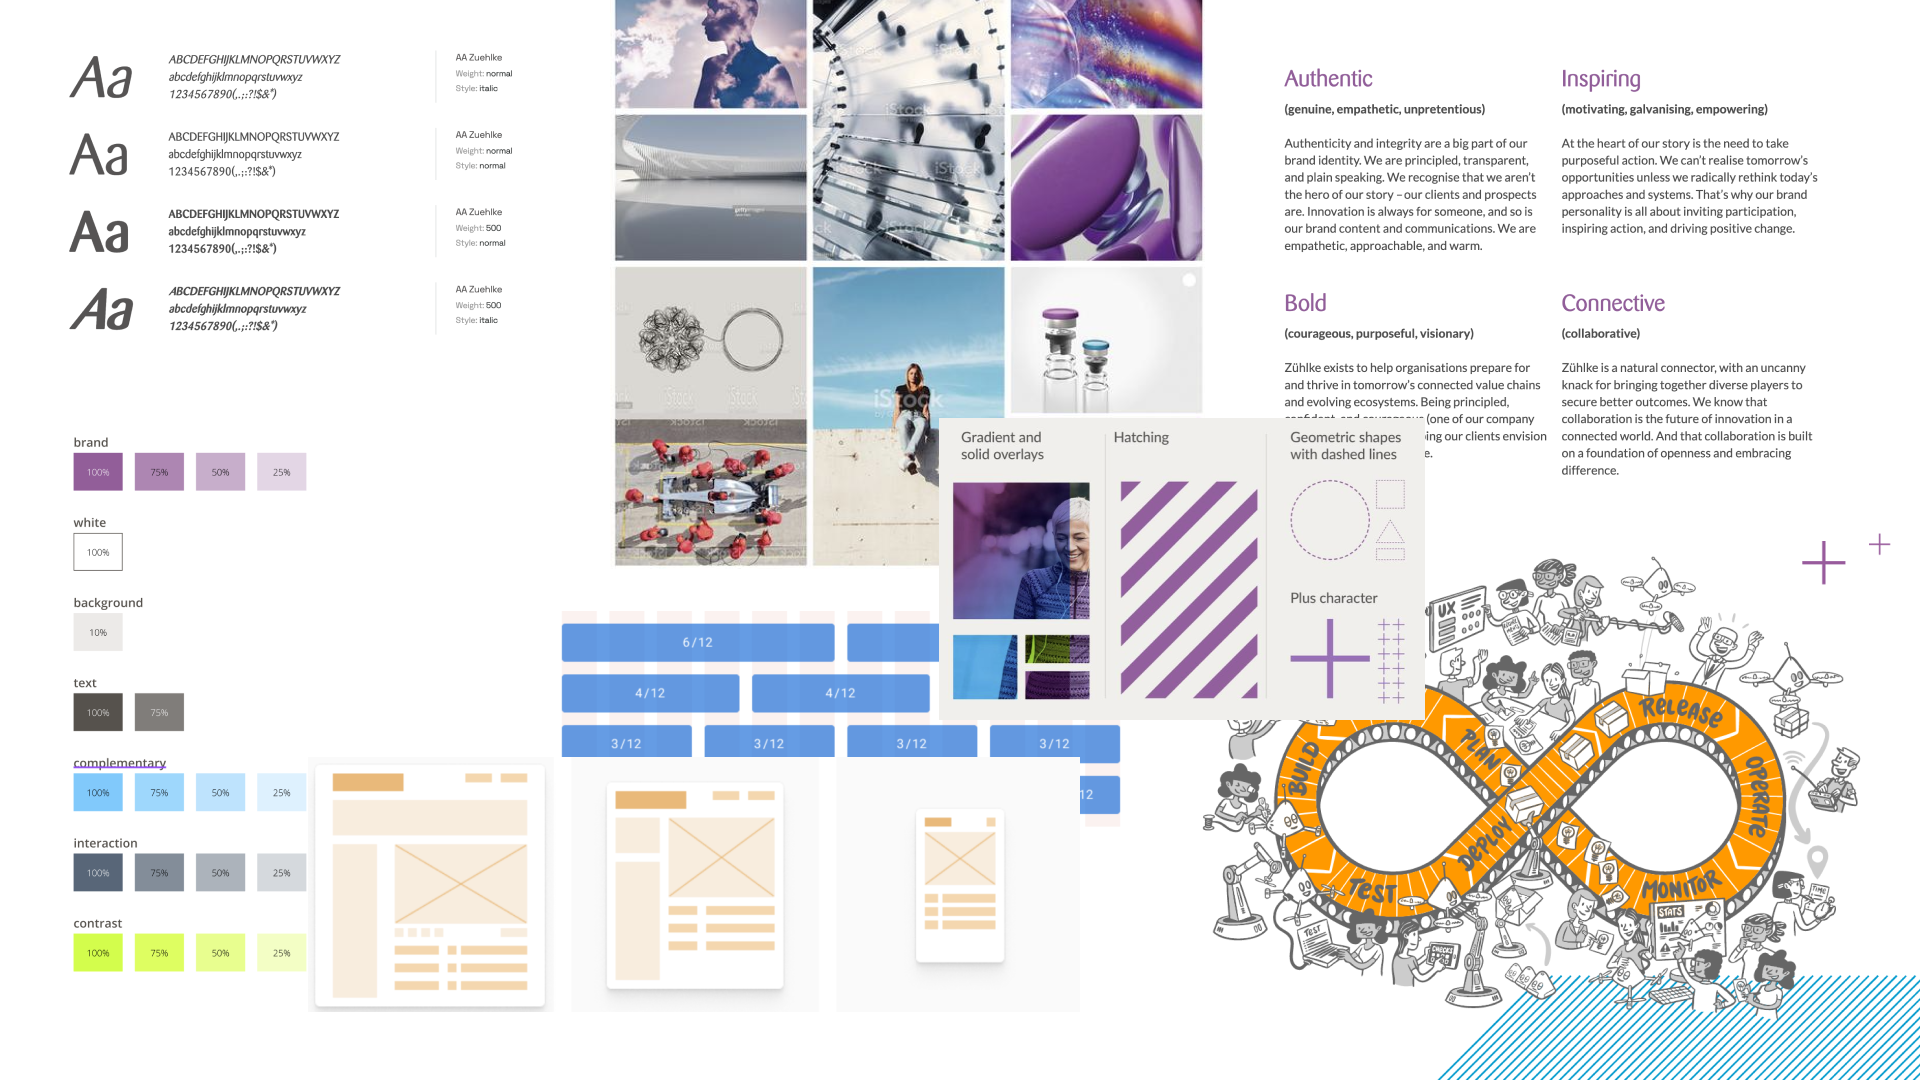 Aa
ABCDEFGHIJKLMNOPQRSTUVWXYZ
abcdefghijklmnopqrstuvwxyz
1234567890(,.;:?!$&*)
AA Zuehlke
Weight: normal
Style: italic
Aa
ABCDEFGHIJKLMNOPQRSTUVWXYZ
abcdefghijklmnopqrstuvwxyz
1234567890(,.;:?!$&*)
AA Zuehlke
Weight: normal
Style: normal
Aa
ABCDEFGHIJKLMNOPQRSTUVWXYZ
abcdefghijklmnopqrstuvwxyz
1234567890(,.;:?!$&*)
AA Zuehlke
Weight: 500
Style: normal
Aa
ABCDEFGHIJKLMNOPQRSTUVWXYZ
abcdefghijklmnopqrstuvwxyz
1234567890(,.;:?!$&*)
AA Zuehlke
Weight: 500
Style: italic
brand
100% 75% 50% 25%
white
100%
background
10%
text
100% 75%
complementary
100% 75% 50% 25%
interaction
100% 75% 50% 25%
contrast
100% 75% 50% 25%
iStock
iStock
iStock
iStock
iStock
iStock
6/12
4/12 4/12
3/12 3/12 3/12 3/12
12
Gradient and
solid overlays
Hatching
Geometric shapes
with dashed lines
Plus character
Authentic
(genuine, empathetic, unpretentious)
Authenticity and integrity are a big part of our
brand identity. We are principled, transparent,
and plain speaking. We recognise that we aren't
the hero of our story – our clients and prospects
are. Innovation is always for someone, and so is
our brand content and communications. We are
empathetic, approachable, and warm.
Inspiring
(motivating, galvanising, empowering)
At the heart of our story is the need to take
purposeful action. We can't realise tomorrow's
opportunities unless we radically rethink today's
approaches and systems. That's why our brand
personality is all about inviting participation,
inspiring action, and driving positive change.
Bold
(courageous, purposeful, visionary)
Zühlke exists to help organisations prepare for
and thrive in tomorrow's connected value chains
and evolving ecosystems. Being principled,
(one of our company
ing our clients envision
e.
Connective
(collaborative)
Zühlke is a natural connector, with an uncanny
knack for bringing together diverse players to
secure better outcomes. We know that
collaboration is the future of innovation in a
connected world. And that collaboration is built
on a foundation of openness and embracing
difference.
UX
BUILD
PLAN
RELEASE
OPERATE
DEPLOY
TEST
MONITOR
TEST
STATS
TIME